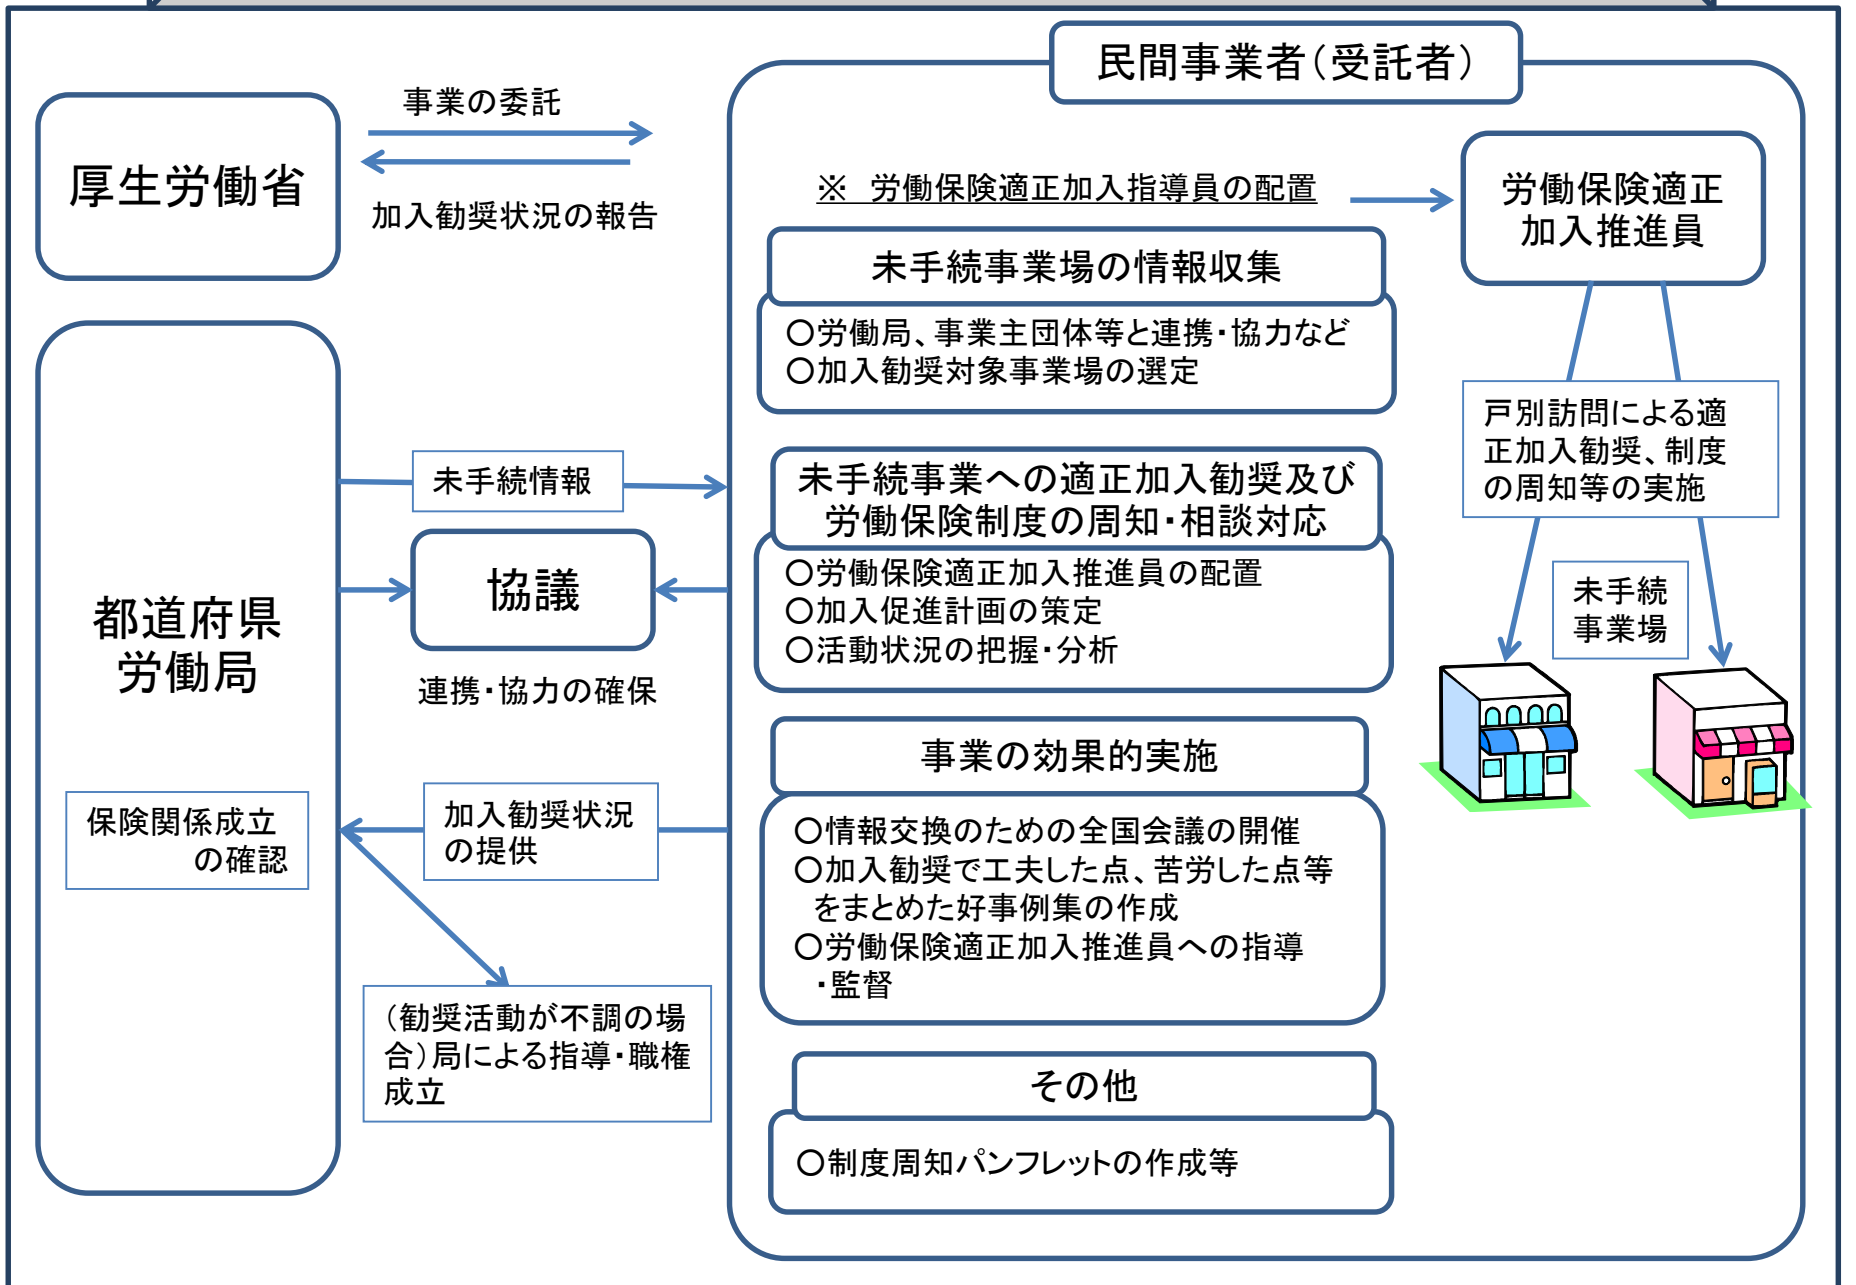 民間事業者（受託者）
厚生労働省
事業の委託
加入勧奨状況の報告
※　労働保険適正加入指導員の配置
労働保険適正
加入推進員
未手続事業場の情報収集
○労働局、事業主団体等と連携・協力など
○加入勧奨対象事業場の選定
戸別訪問による適
正加入勧奨、制度
の周知等の実施
未手続
事業場
都道府県
労働局
未手続情報
協議
連携・協力の確保
未手続事業への適正加入勧奨及び
労働保険制度の周知・相談対応
○労働保険適正加入推進員の配置
○加入促進計画の策定
○活動状況の把握・分析
事業の効果的実施
○情報交換のための全国会議の開催
○加入勧奨で工夫した点、苦労した点等
をまとめた好事例集の作成
○労働保険適正加入推進員への指導
・監督
保険関係成立
の確認
加入勧奨状況
の提供
（勧奨活動が不調の場
合）局による指導・職権
成立
その他
○制度周知パンフレットの作成等